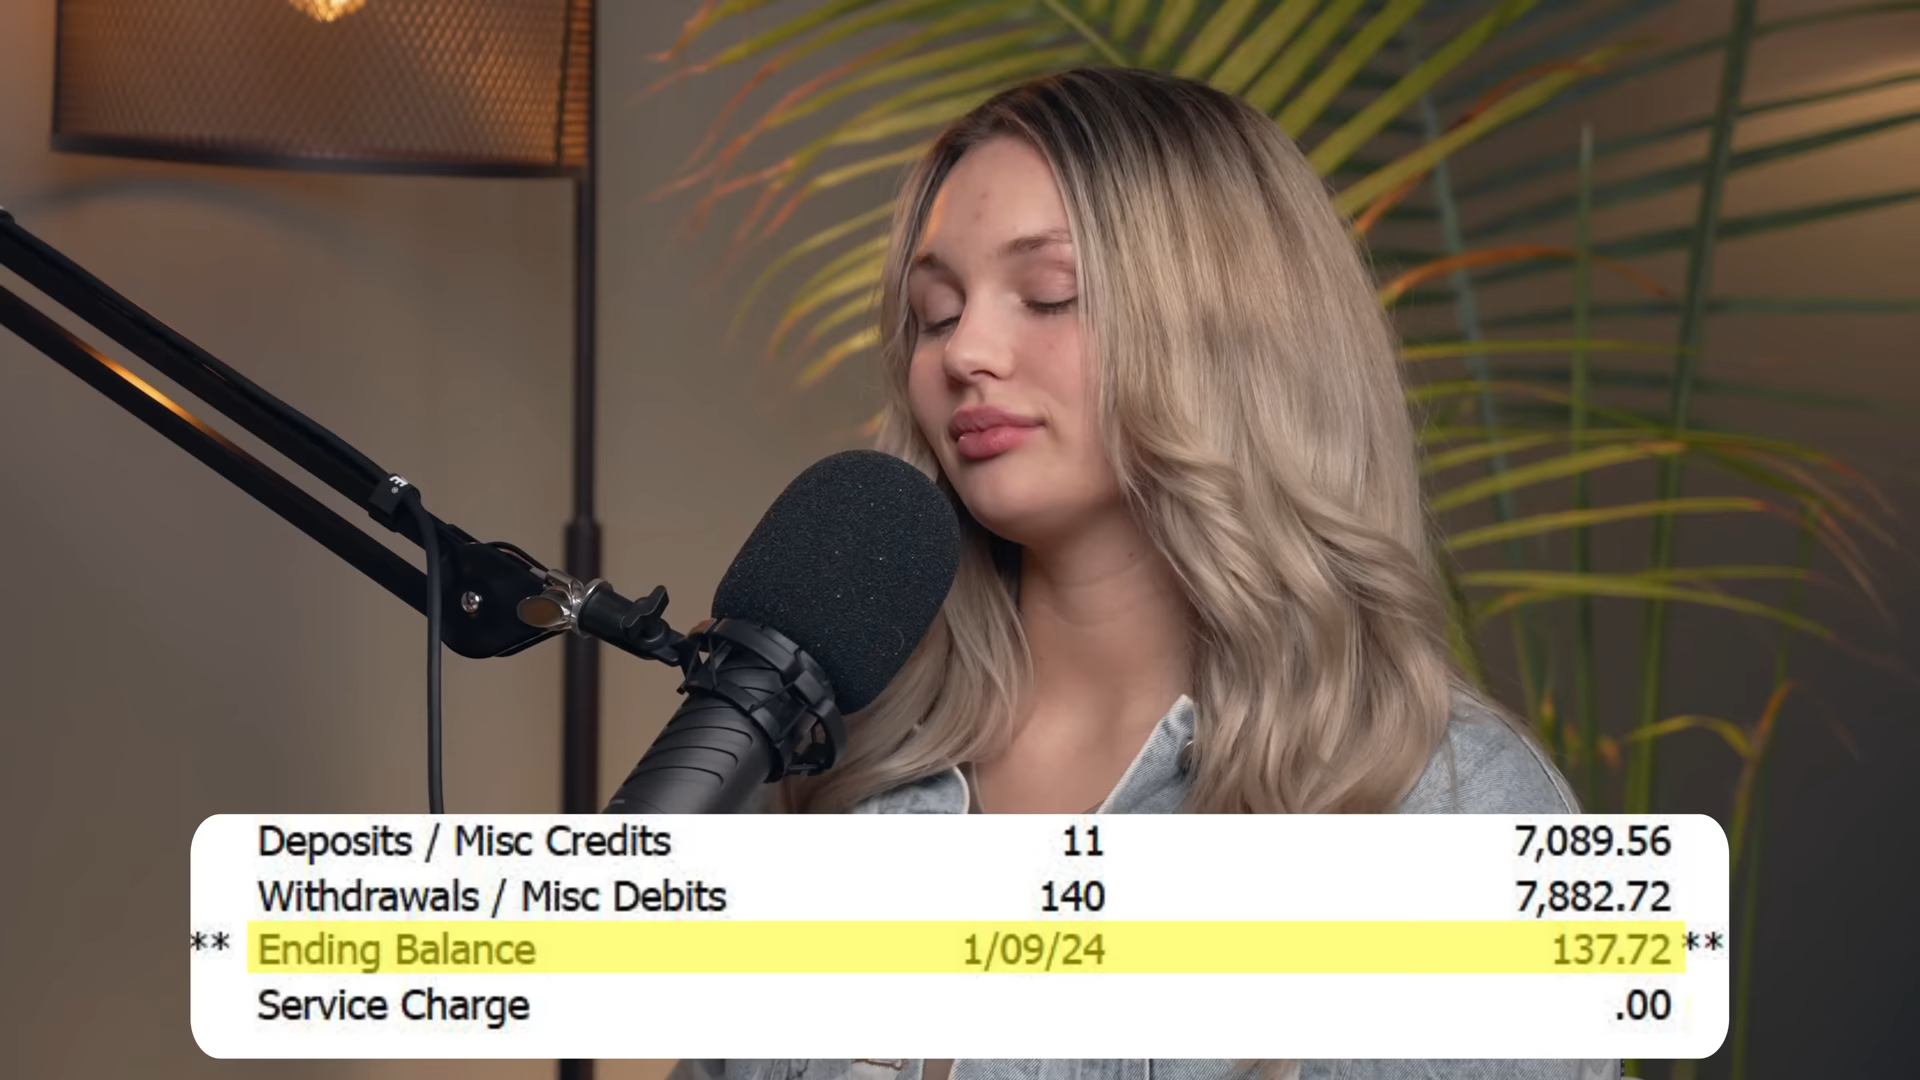 Deposits / Misc Credits 11 7,089.56
Withdrawals / Misc Debits 140 7,882.72
** Ending Balance 1/09/24 137.72 **
Service Charge .00